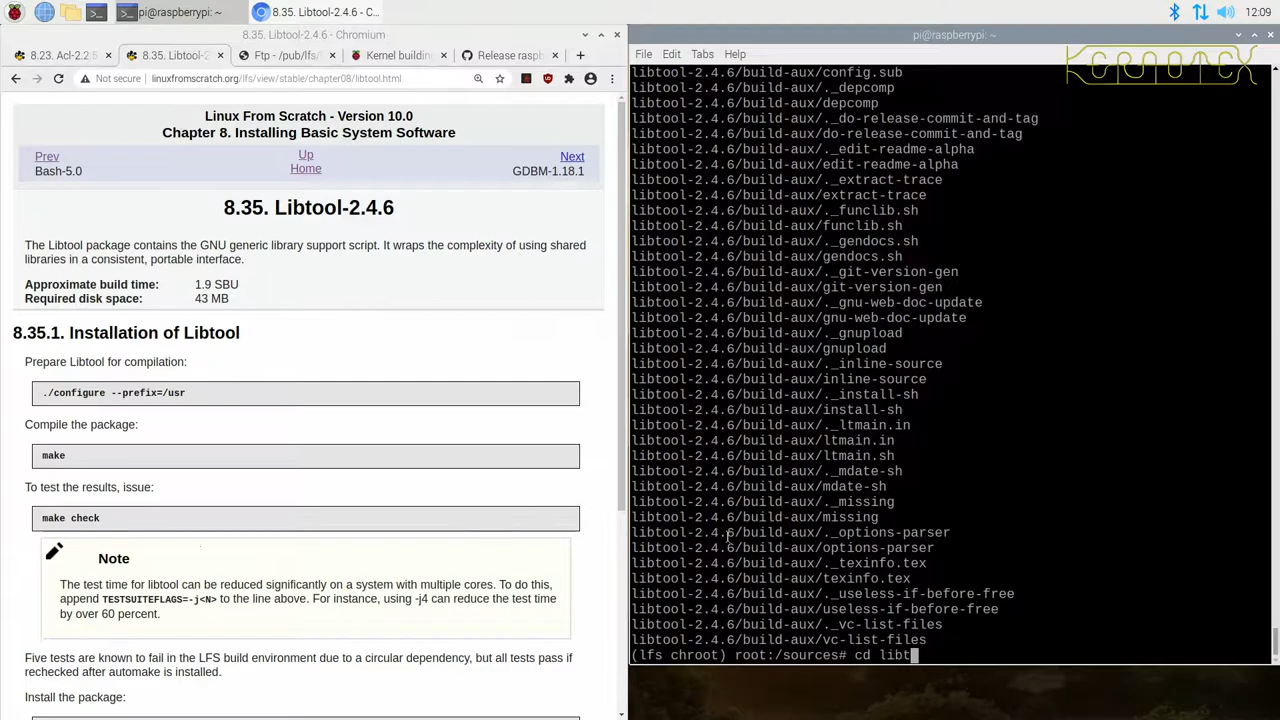 pi@raspberrypi: ~
8.35. Libtool-2.4.6 - C...
12:09
8.35. Libtool-2.4.6 - Chromium
8.23. Acl-2.2.5
8.35. Libtool-
Ftp - /pub/lfs/
Kernel building
Release raspb
Not secure
linuxfromscratch.org/lfs/view/stable/chapter08/libtool.html
Linux From Scratch - Version 10.0
Chapter 8. Installing Basic System Software
Prev
Up
Next
Bash-5.0
Home
GDBM-1.18.1
8.35. Libtool-2.4.6
The Libtool package contains the GNU generic library support script. It wraps the complexity of using shared
libraries in a consistent, portable interface.
Approximate build time: 1.9 SBU
Required disk space: 43 MB
8.35.1. Installation of Libtool
Prepare Libtool for compilation:
./configure --prefix=/usr
Compile the package:
make
To test the results, issue:
make check
Note
The test time for libtool can be reduced significantly on a system with multiple cores. To do this,
append TESTSUITEFLAGS=-j<N> to the line above. For instance, using -j4 can reduce the test time
by over 60 percent.
Five tests are known to fail in the LFS build environment due to a circular dependency, but all tests pass if
rechecked after automake is installed.
Install the package:
pi@raspberrypi: ~
File Edit Tabs Help
KERNOTEX
libtool-2.4.6/build-aux/config.sub
libtool-2.4.6/build-aux/._depcomp
libtool-2.4.6/build-aux/depcomp
libtool-2.4.6/build-aux/._do-release-commit-and-tag
libtool-2.4.6/build-aux/do-release-commit-and-tag
libtool-2.4.6/build-aux/._edit-readme-alpha
libtool-2.4.6/build-aux/edit-readme-alpha
libtool-2.4.6/build-aux/._extract-trace
libtool-2.4.6/build-aux/extract-trace
libtool-2.4.6/build-aux/._funclib.sh
libtool-2.4.6/build-aux/funclib.sh
libtool-2.4.6/build-aux/._gendocs.sh
libtool-2.4.6/build-aux/gendocs.sh
libtool-2.4.6/build-aux/._git-version-gen
libtool-2.4.6/build-aux/git-version-gen
libtool-2.4.6/build-aux/._gnu-web-doc-update
libtool-2.4.6/build-aux/gnu-web-doc-update
libtool-2.4.6/build-aux/._gnupload
libtool-2.4.6/build-aux/gnupload
libtool-2.4.6/build-aux/._inline-source
libtool-2.4.6/build-aux/inline-source
libtool-2.4.6/build-aux/._install-sh
libtool-2.4.6/build-aux/install-sh
libtool-2.4.6/build-aux/._ltmain.in
libtool-2.4.6/build-aux/ltmain.in
libtool-2.4.6/build-aux/ltmain.sh
libtool-2.4.6/build-aux/._mdate-sh
libtool-2.4.6/build-aux/mdate-sh
libtool-2.4.6/build-aux/._missing
libtool-2.4.6/build-aux/missing
libtool-2.4.6/build-aux/._options-parser
libtool-2.4.6/build-aux/options-parser
libtool-2.4.6/build-aux/._texinfo.tex
libtool-2.4.6/build-aux/texinfo.tex
libtool-2.4.6/build-aux/._useless-if-before-free
libtool-2.4.6/build-aux/useless-if-before-free
libtool-2.4.6/build-aux/._vc-list-files
libtool-2.4.6/build-aux/vc-list-files
(lfs chroot) root:/sources# cd libt